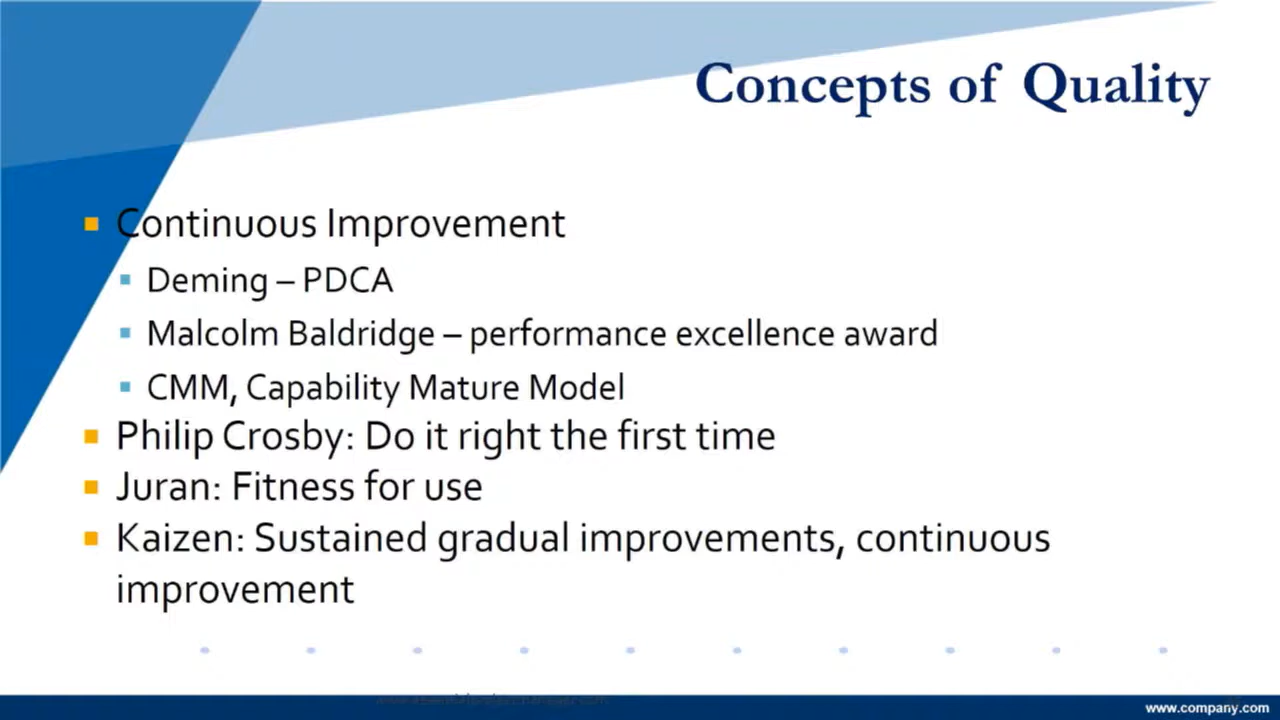 Concepts of Quality
Continuous Improvement
Deming – PDCA
Malcolm Baldridge – performance excellence award
CMM, Capability Mature Model
Philip Crosby: Do it right the first time
Juran: Fitness for use
Kaizen: Sustained gradual improvements, continuous
improvement
www.company.com